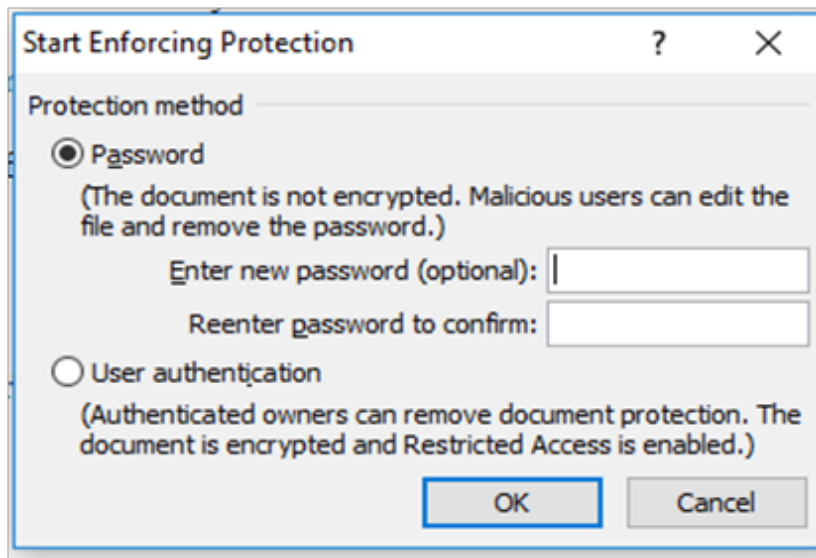 Start Enforcing Protection ?
Protection method
Password
(The document is not encrypted. Malicious users can edit the
file and remove the password.)
Enter new password (optional):
Reenter password to confirm:
User authentication
(Authenticated owners can remove document protection. The
document is encrypted and Restricted Access is enabled.)
OK Cancel